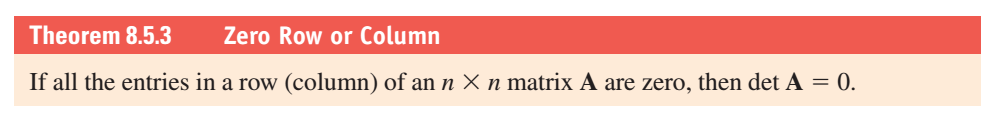 Theorem 8.5.3 Zero Row or Column
If all the entries in a row (column) of an n × n matrix A are zero, then det A = 0.